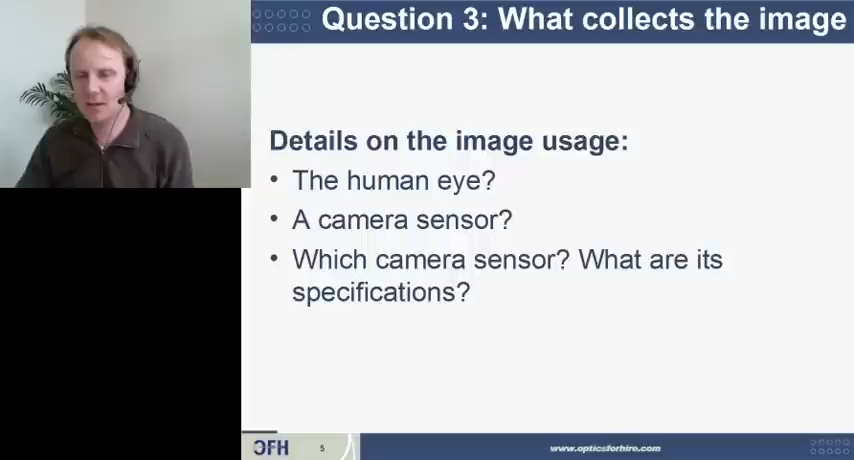 Question 3: What collects the image
Details on the image usage:
• The human eye?
• A camera sensor?
• Which camera sensor? What are its
specifications?
OFH
5
www.opticsforhire.com